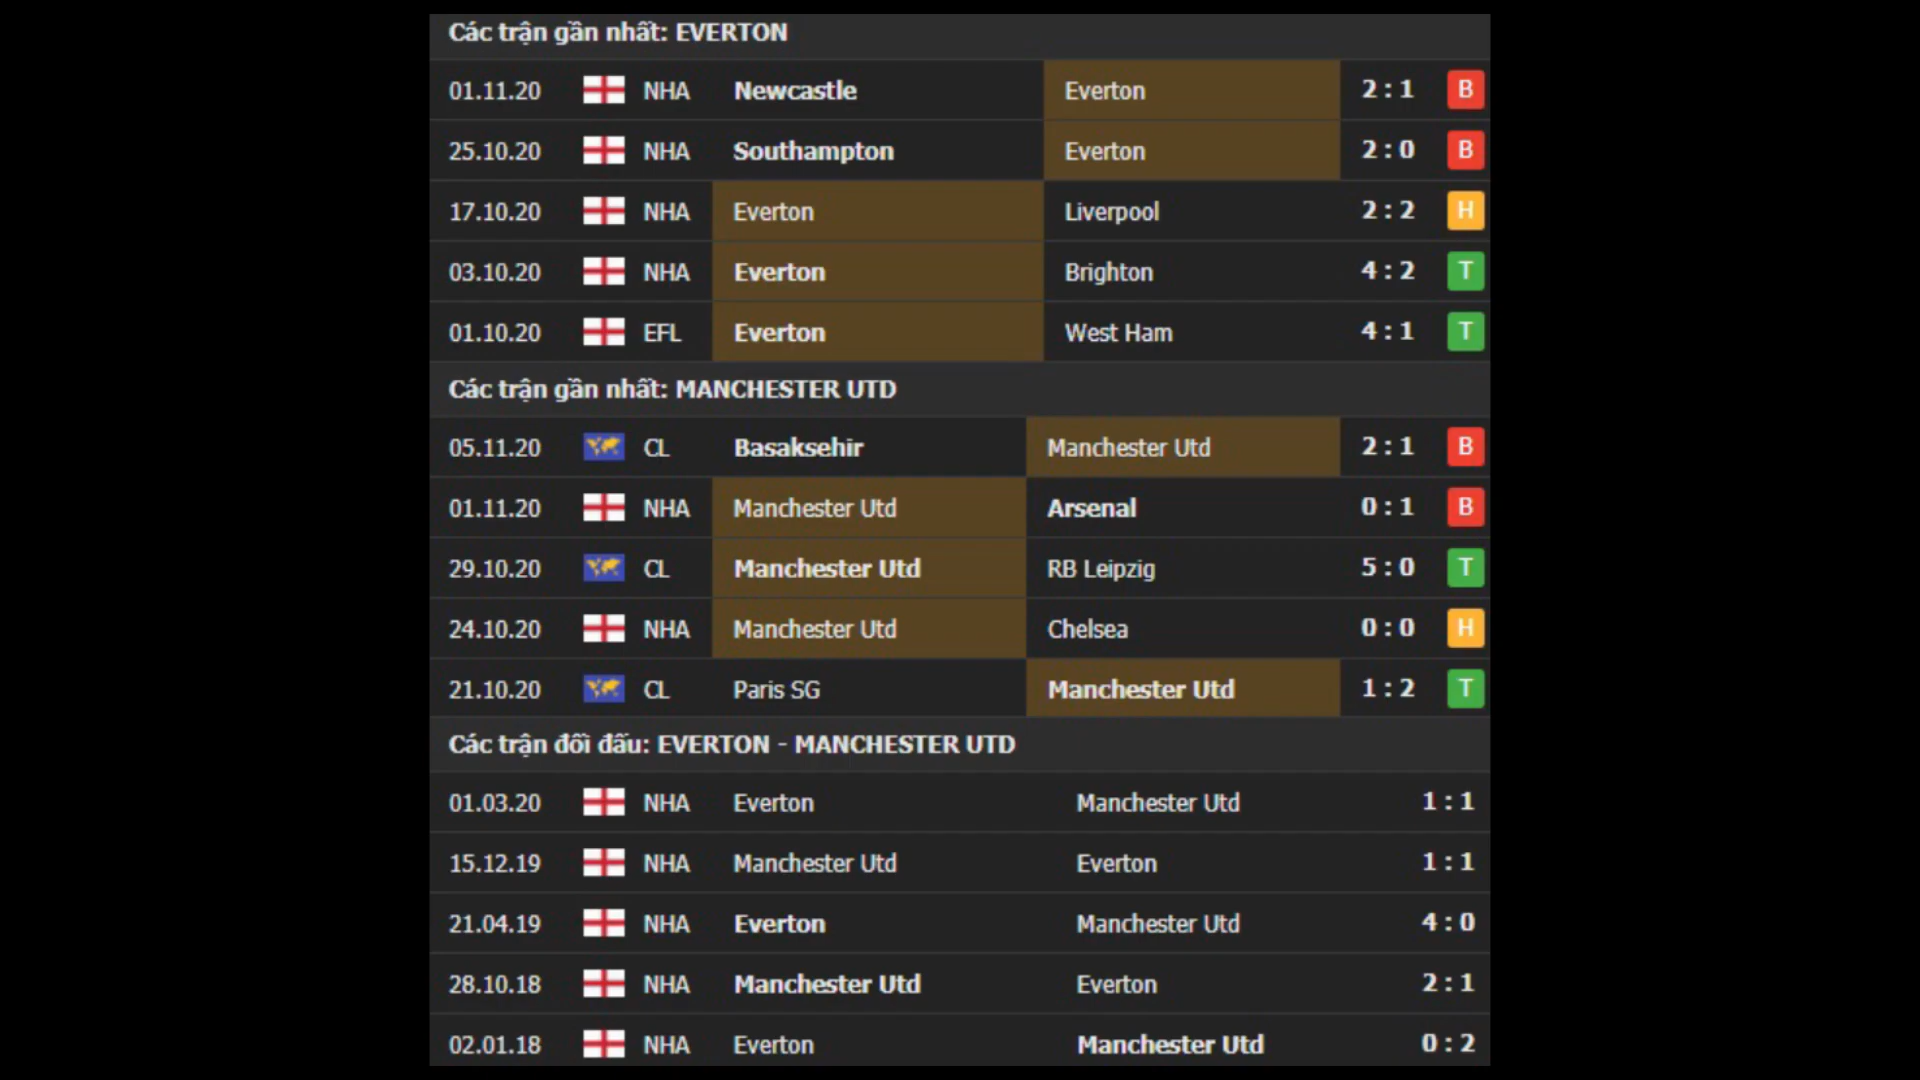 Các trận gần nhất: EVERTON
01.11.20 NHA Newcastle Everton 2 : 1 B
25.10.20 NHA Southampton Everton 2 : 0 B
17.10.20 NHA Everton Liverpool 2 : 2 H
03.10.20 NHA Everton Brighton 4 : 2 T
01.10.20 EFL Everton West Ham 4 : 1 T
Các trận gần nhất: MANCHESTER UTD
05.11.20 CL Basaksehir Manchester Utd 2 : 1 B
01.11.20 NHA Manchester Utd Arsenal 0 : 1 B
29.10.20 CL Manchester Utd RB Leipzig 5 : 0 T
24.10.20 NHA Manchester Utd Chelsea 0 : 0 H
21.10.20 CL Paris SG Manchester Utd 1 : 2 T
Các trận đối đầu: EVERTON - MANCHESTER UTD
01.03.20 NHA Everton Manchester Utd 1 : 1
15.12.19 NHA Manchester Utd Everton 1 : 1
21.04.19 NHA Everton Manchester Utd 4 : 0
28.10.18 NHA Manchester Utd Everton 2 : 1
02.01.18 NHA Everton Manchester Utd 0 : 2